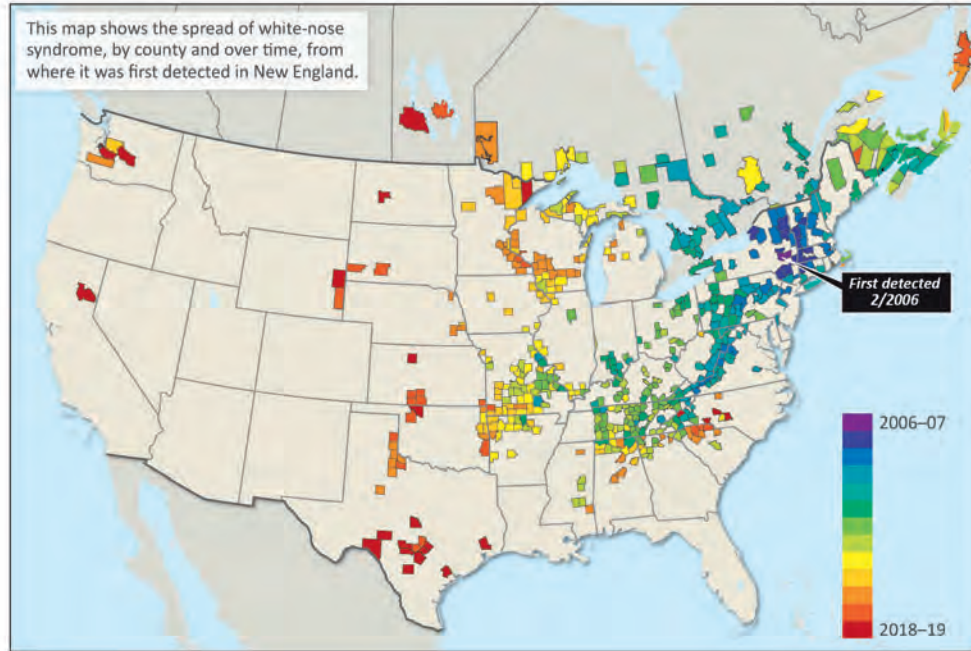 This map shows the spread of white-nose
syndrome, by county and over time, from
where it was first detected in New England.
First detected
2/2006
2006–07
2018–19